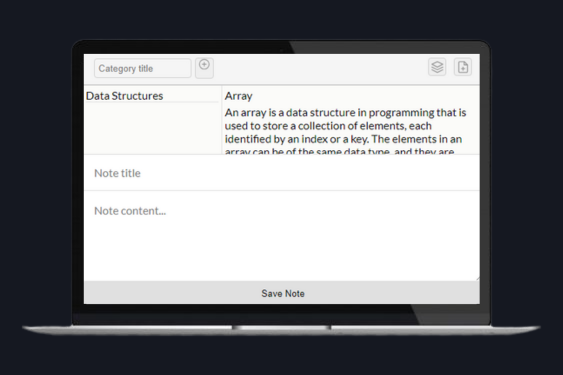 Category title
Data Structures
Array
An array is a data structure in programming that is
used to store a collection of elements, each
identified by an index or a key. The elements in an
array can be of the same data type, and they are
Note title
Note content...
Save Note